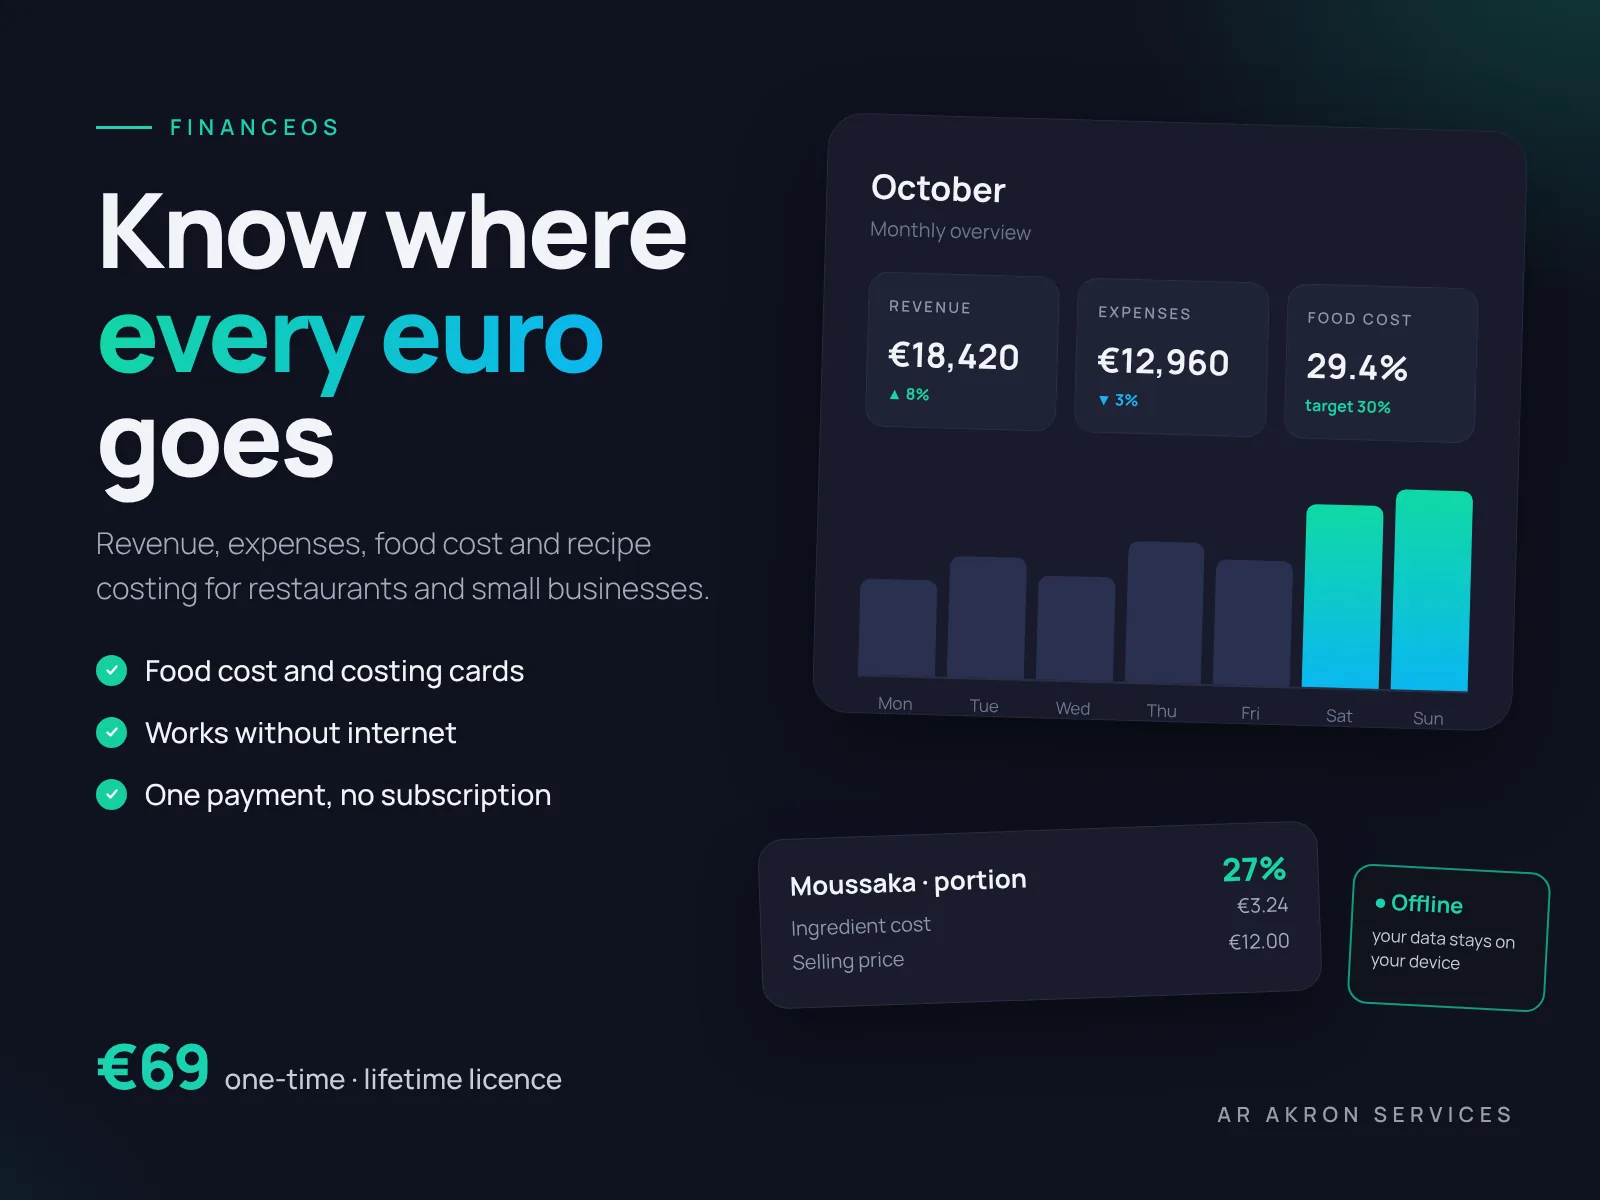 FINANCEOS
Know where
every euro
goes
Revenue, expenses, food cost and recipe
costing for restaurants and small businesses.
Food cost and costing cards
Works without internet
One payment, no subscription
€69 one-time · lifetime licence
October
Monthly overview
REVENUE
€18,420
▲ 8%
EXPENSES
€12,960
▼ 3%
FOOD COST
29.4%
target 30%
Mon Tue Wed Thu Fri Sat Sun
Moussaka · portion 27%
Ingredient cost €3.24
Selling price €12.00
● Offline
your data stays on
your device
AR AKRON SERVICES